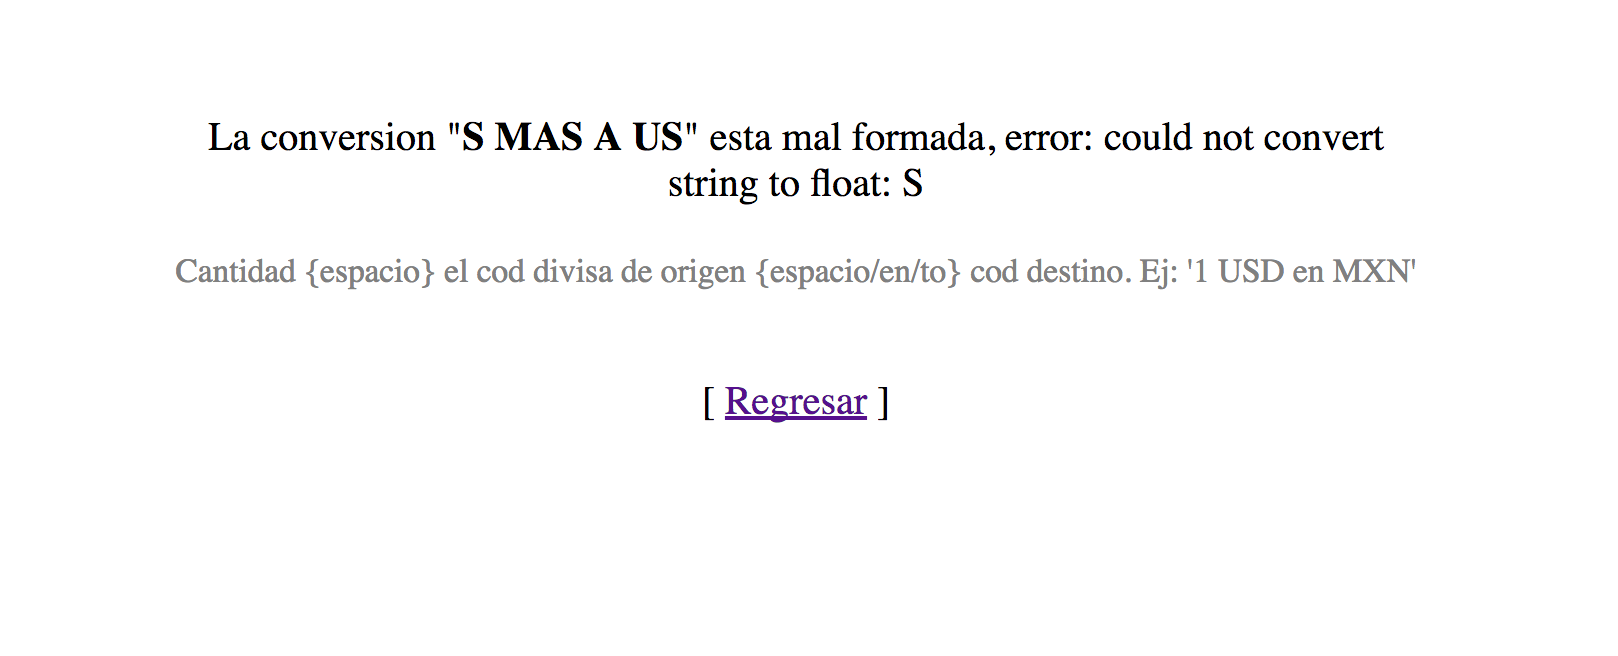 La conversion "S MAS A US" esta mal formada, error: could not convert
string to float: S
Cantidad {espacio} el cod divisa de origen {espacio/en/to} cod destino. Ej: '1 USD en MXN'
[ Regresar ]